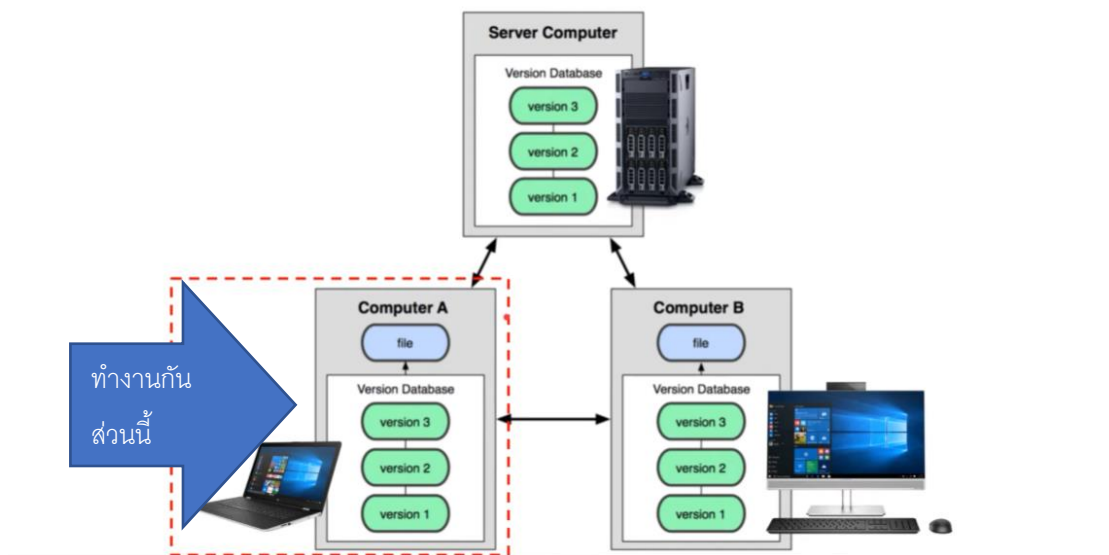 Server Computer
Version Database
version 3
version 2
version 1
Computer A
file
Version Database
version 3
version 2
version 1
Computer B
file
Version Database
version 3
version 2
version 1
ทำงานกัน
ส่วนนี้